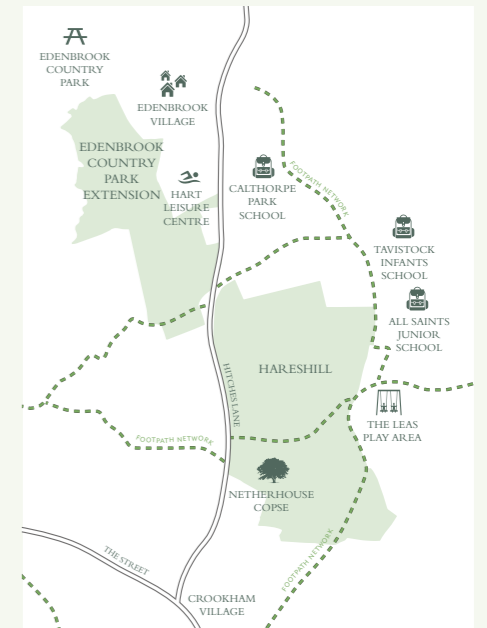 EDENBROOK
COUNTRY
PARK
EDENBROOK
VILLAGE
EDENBROOK
COUNTRY
PARK
EXTENSION
HART
LEISURE
CENTRE
CALTHORPE
PARK
SCHOOL
FOOTPATH NETWORK
TAVISTOCK
INFANTS
SCHOOL
ALL SAINTS
JUNIOR
SCHOOL
HARESHILL
HITCHES LANE
THE LEAS
PLAY AREA
FOOTPATH NETWORK
NETHERHOUSE
COPSE
THE STREET
FOOTPATH NETWORK
CROOKHAM
VILLAGE